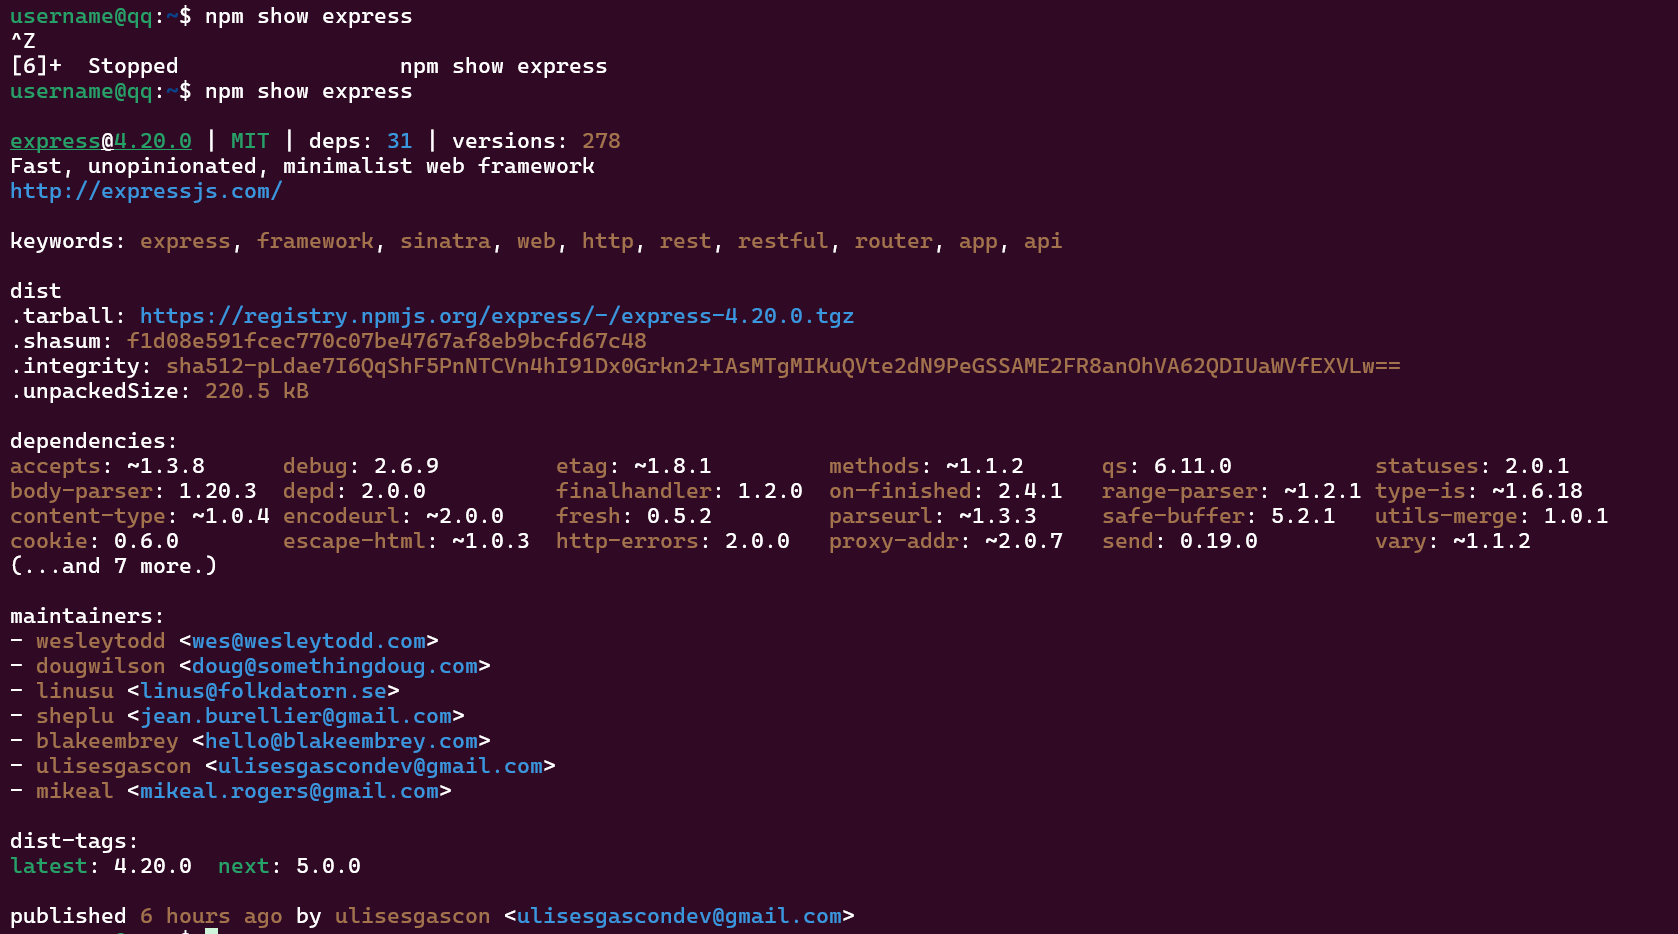 username@qq:~$ npm show express
^Z
[6]+  Stopped                 npm show express
username@qq:~$ npm show express
express@4.20.0 | MIT | deps: 31 | versions: 278
Fast, unopinionated, minimalist web framework
http://expressjs.com/
keywords: express, framework, sinatra, web, http, rest, restful, router, app, api
dist
.tarball: https://registry.npmjs.org/express/-/express-4.20.0.tgz
.shasum: f1d08e591fcec770c07be4767af8eb9bcfd67c48
.integrity: sha512-pLdae7I6QqShF5PnNTCVn4hI91Dx0Grkn2+IAsMTgMIKuQVte2dN9PeGSSAME2FR8anOhVA62QDIUaWVfEXVLw==
.unpackedSize: 220.5 kB
dependencies:
accepts: ~1.3.8      debug: 2.6.9         etag: ~1.8.1         methods: ~1.1.2      qs: 6.11.0           statuses: 2.0.1
body-parser: 1.20.3  depd: 2.0.0          finalhandler: 1.2.0  on-finished: 2.4.1   range-parser: ~1.2.1 type-is: ~1.6.18
content-type: ~1.0.4 encodeurl: ~2.0.0    fresh: 0.5.2         parseurl: ~1.3.3     safe-buffer: 5.2.1   utils-merge: 1.0.1
cookie: 0.6.0        escape-html: ~1.0.3  http-errors: 2.0.0   proxy-addr: ~2.0.7   send: 0.19.0         vary: ~1.1.2
(...and 7 more.)
maintainers:
- wesleytodd <wes@wesleytodd.com>
- dougwilson <doug@somethingdoug.com>
- linusu <linus@folkdatorn.se>
- sheplu <jean.burellier@gmail.com>
- blakeembrey <hello@blakeembrey.com>
- ulisesgascon <ulisesgascondev@gmail.com>
- mikeal <mikeal.rogers@gmail.com>
dist-tags:
latest: 4.20.0  next: 5.0.0
published 6 hours ago by ulisesgascon <ulisesgascondev@gmail.com>